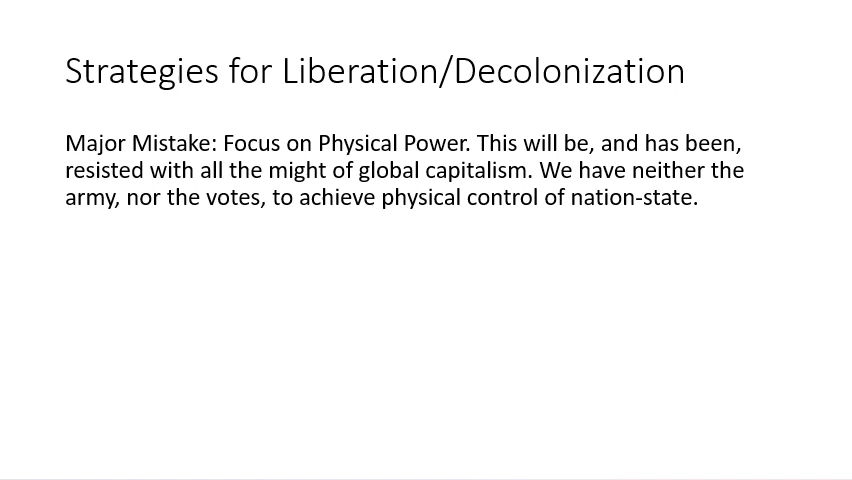 Strategies for Liberation/Decolonization
Major Mistake: Focus on Physical Power. This will be, and has been,
resisted with all the might of global capitalism. We have neither the
army, nor the votes, to achieve physical control of nation-state.